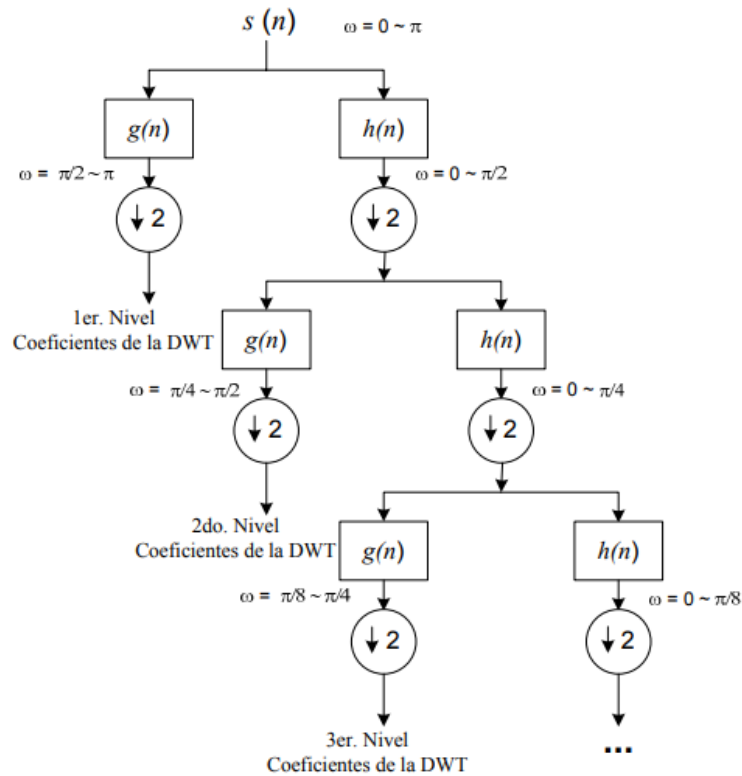 s (n)
ω = 0 ~ π
g(n)
h(n)
ω = π/2 ~ π
ω = 0 ~ π/2
↓ 2
↓ 2
1er. Nivel
Coeficientes de la DWT
g(n)
h(n)
ω = π/4 ~ π/2
ω = 0 ~ π/4
↓ 2
↓ 2
2do. Nivel
Coeficientes de la DWT
g(n)
h(n)
ω = π/8 ~ π/4
ω = 0 ~ π/8
↓ 2
↓ 2
3er. Nivel
Coeficientes de la DWT
...